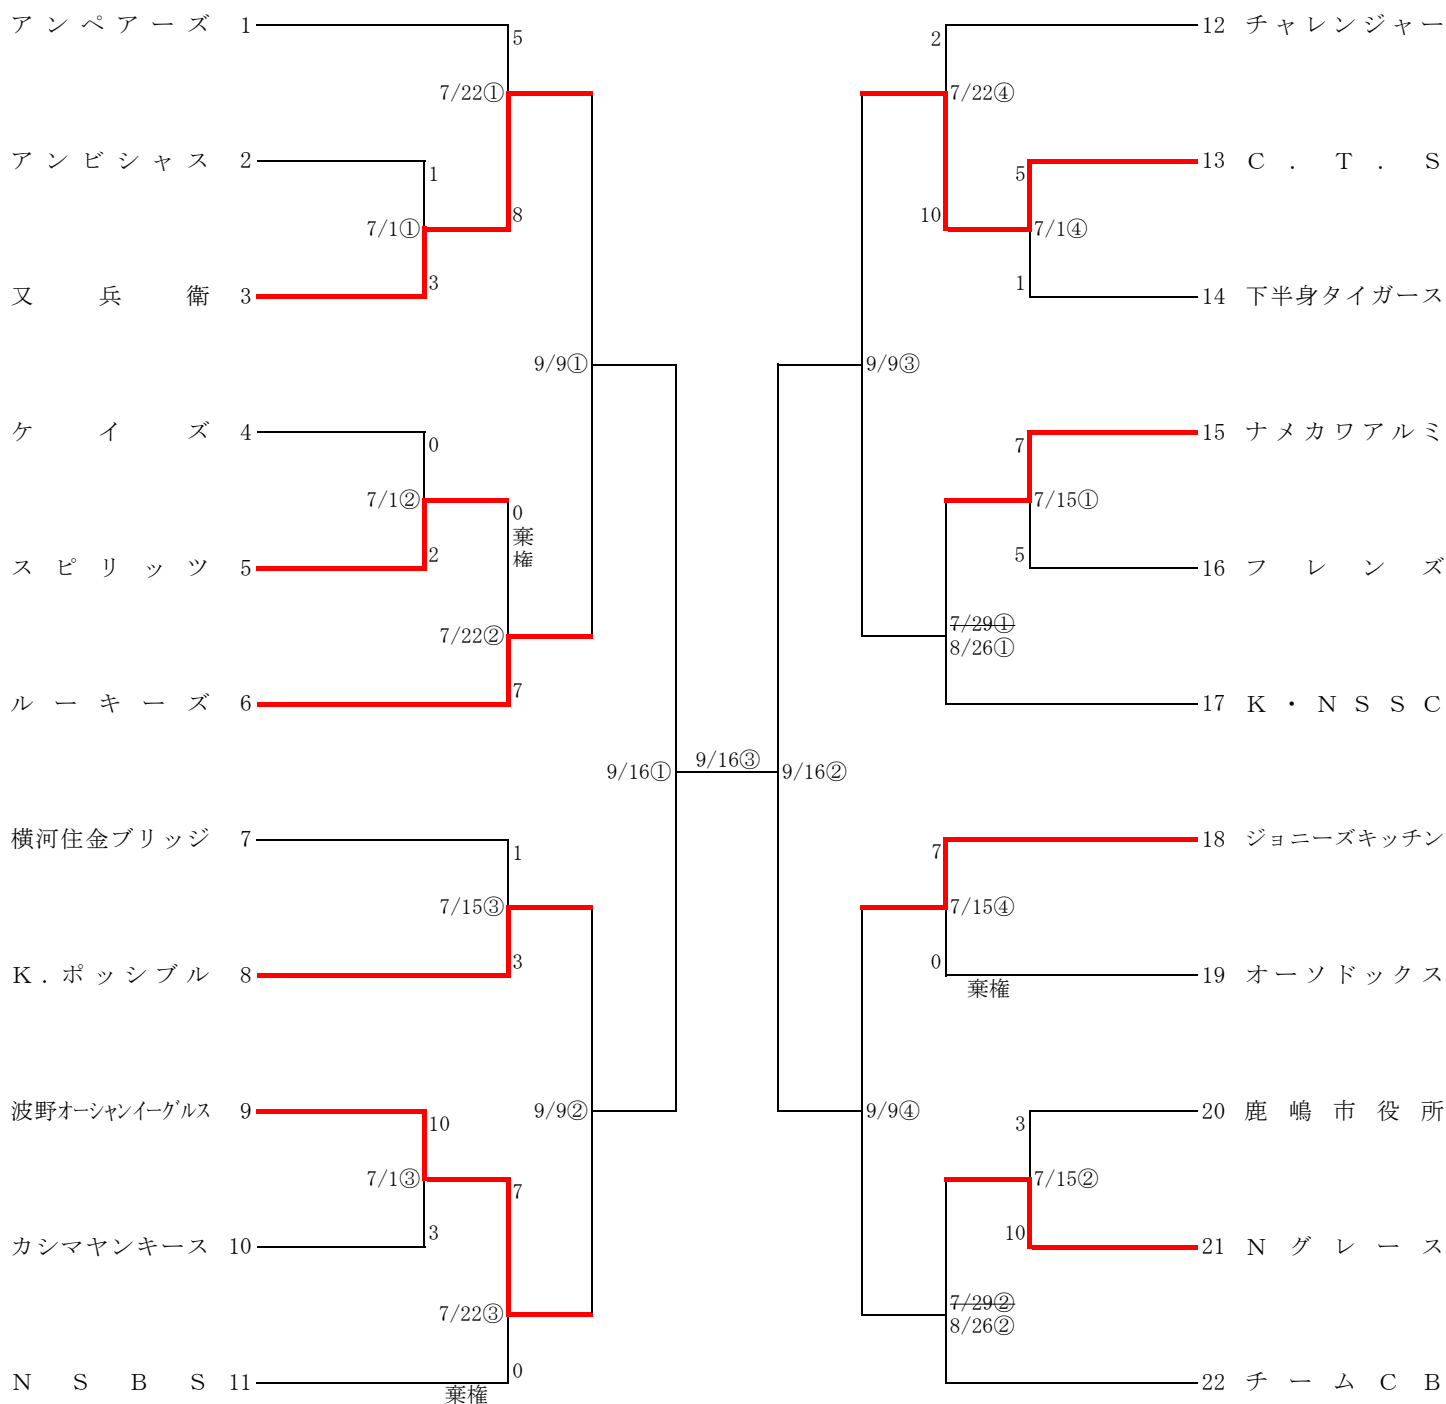 アンペアーズ 1
5
7/22①
アンビシャス 2
1
7/1①
8
又兵衛 3
3
9/9①
ケイズ 4
0
7/1②
0
棄権
スピリッツ 5
2
7/22②
ルーキーズ 6
7
9/16①
9/16③
横河住金ブリッジ 7
1
7/15③
K.ポッシブル 8
3
波野オーシャンイーグルス 9
10
9/9②
7/1③
7
カシマヤンキース 10
3
7/22③
NSBS 11
0
棄権
12 チャレンジャー
2
7/22④
13 C.T.S
5
10
7/1④
14 下半身タイガース
1
9/9③
15 ナメカワアルミ
7
7/15①
16 フレンズ
5
7/29①
8/26①
17 K・NSSC
9/16②
18 ジョニーズキッチン
7
7/15④
19 オーソドックス
0
棄権
9/9④
20 鹿嶋市役所
3
7/15②
21 Nグレース
10
7/29②
8/26②
22 チームCB